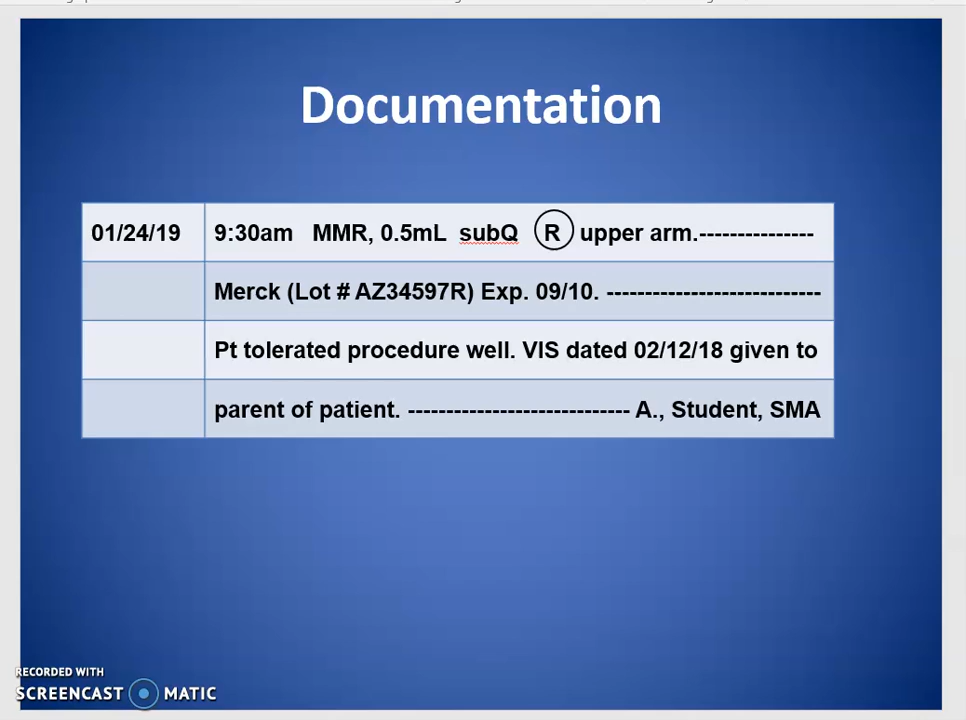 Documentation
01/24/19 9:30am MMR, 0.5mL subQ R upper arm.---------------
Merck (Lot # AZ34597R) Exp. 09/10. ----------------------------
Pt tolerated procedure well. VIS dated 02/12/18 given to
parent of patient. ----------------------------- A., Student, SMA
RECORDED WITH
SCREENCAST MATIC